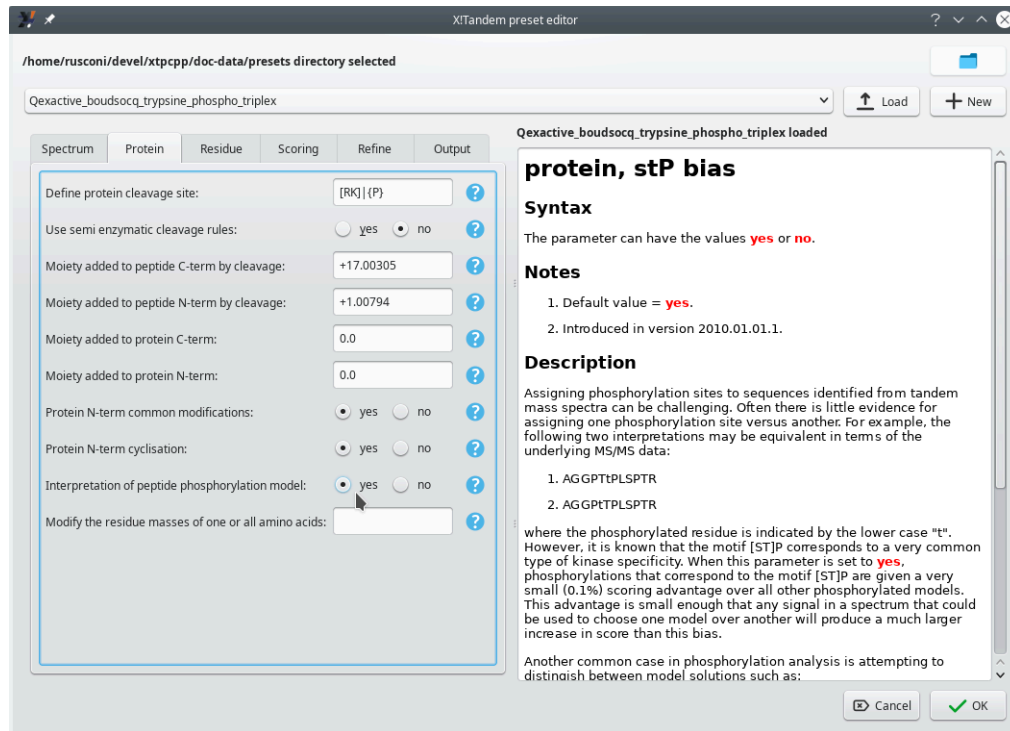 X!Tandem preset editor
/home/rusconi/devel/xtpcpp/doc-data/presets directory selected
Qexactive_boudsocq_trypsine_phospho_triplex
Load
New
Spectrum Protein Residue Scoring Refine Output
Define protein cleavage site: [RK]|{P}
Use semi enzymatic cleavage rules: yes no
Moiety added to peptide C-term by cleavage: +17.00305
Moiety added to peptide N-term by cleavage: +1.00794
Moiety added to protein C-term: 0.0
Moiety added to protein N-term: 0.0
Protein N-term common modifications: yes no
Protein N-term cyclisation: yes no
Interpretation of peptide phosphorylation model: yes no
Modify the residue masses of one or all amino acids:
Qexactive_boudsocq_trypsine_phospho_triplex loaded
protein, stP bias
Syntax
The parameter can have the values yes or no.
Notes
1. Default value = yes.
2. Introduced in version 2010.01.01.1.
Description
Assigning phosphorylation sites to sequences identified from tandem
mass spectra can be challenging. Often there is little evidence for
assigning one phosphorylation site versus another. For example, the
following two interpretations may be equivalent in terms of the
underlying MS/MS data:
1. AGGPTtPLSPTR
2. AGGPtTPLSPTR
where the phosphorylated residue is indicated by the lower case "t".
However, it is known that the motif [ST]P corresponds to a very common
type of kinase specificity. When this parameter is set to yes,
phosphorylations that correspond to the motif [ST]P are given a very
small (0.1%) scoring advantage over all other phosphorylated models.
This advantage is small enough that any signal in a spectrum that could
be used to choose one model over another will produce a much larger
increase in score than this bias.
Another common case in phosphorylation analysis is attempting to
distingish between model solutions such as:
Cancel
OK